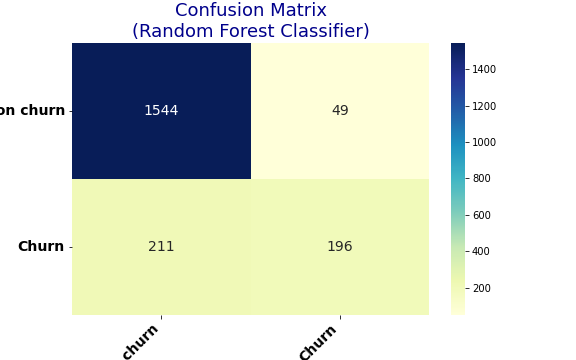 Confusion Matrix
(Random Forest Classifier)
on churn
1544
49
Churn
211
196
churn
Churn
1400
1200
1000
800
600
400
200